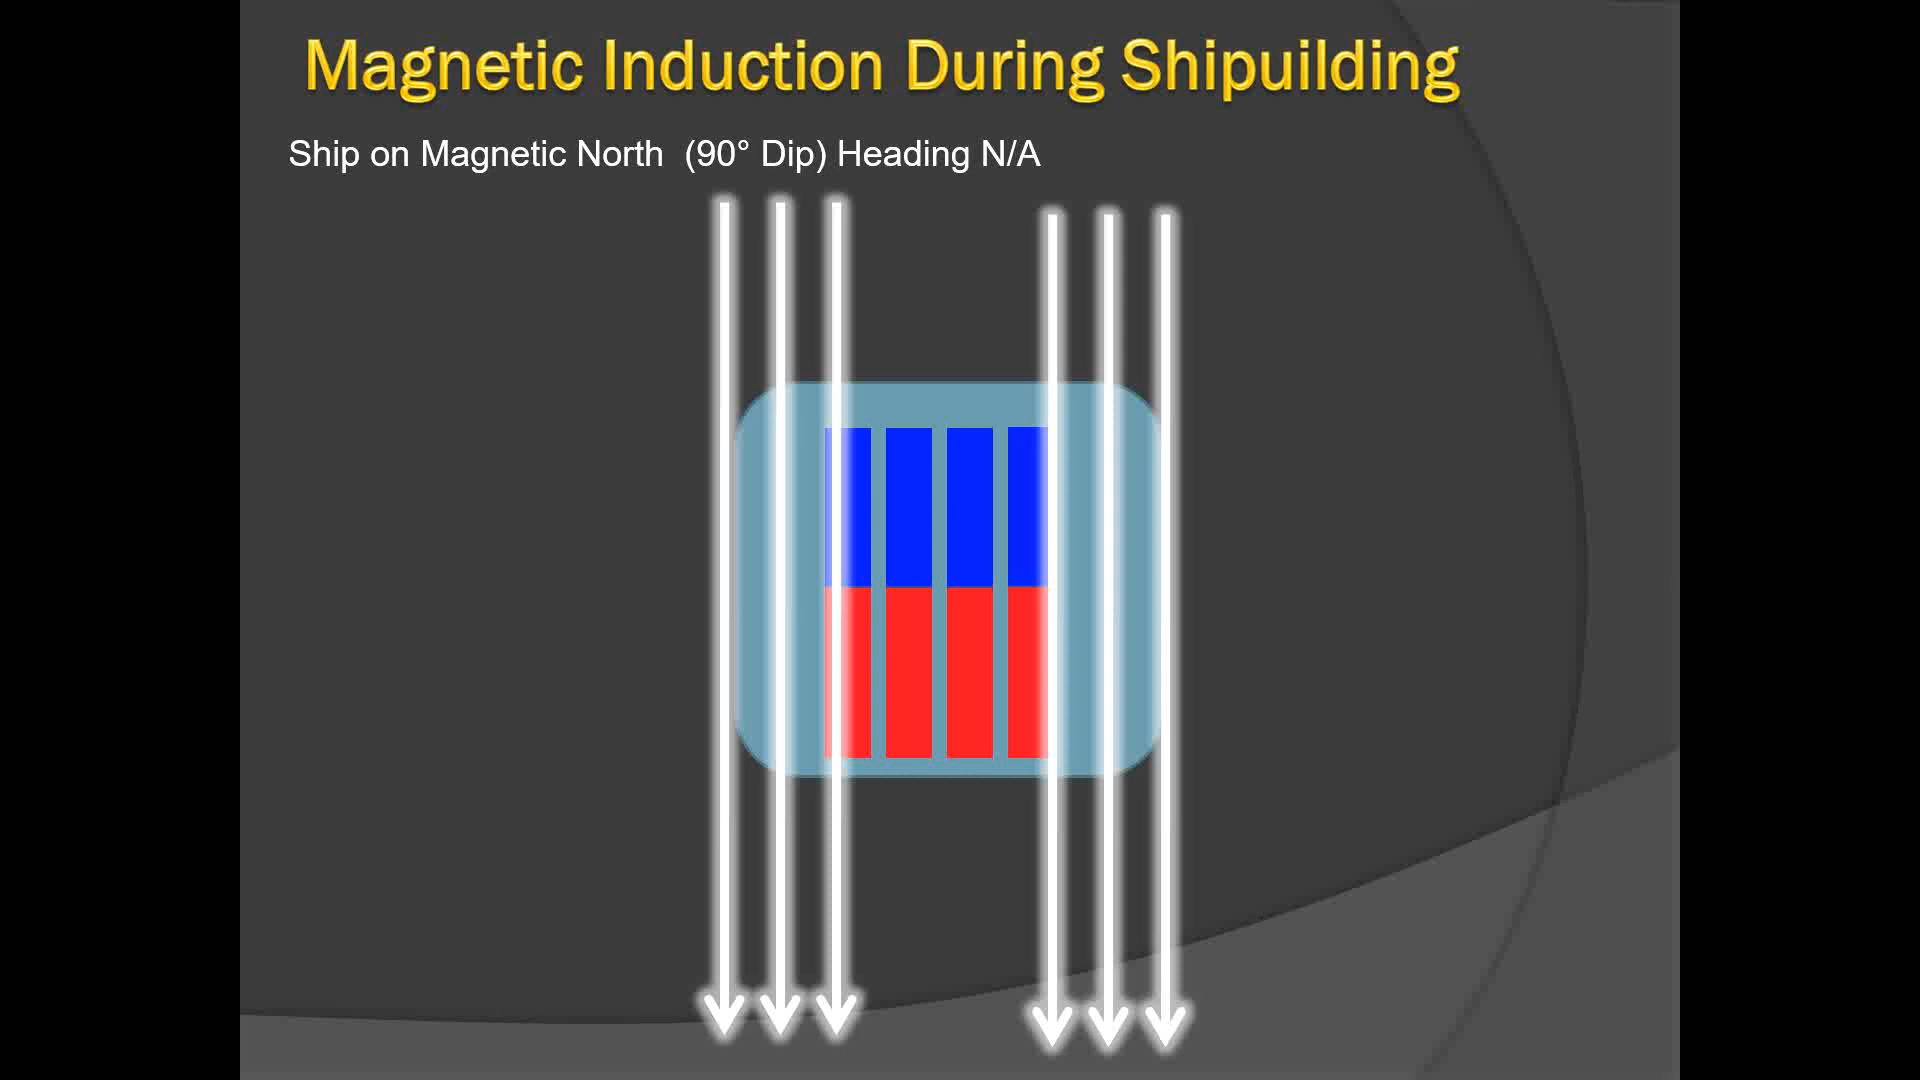 Magnetic Induction During Shipuilding
Ship on Magnetic North  (90° Dip) Heading N/A